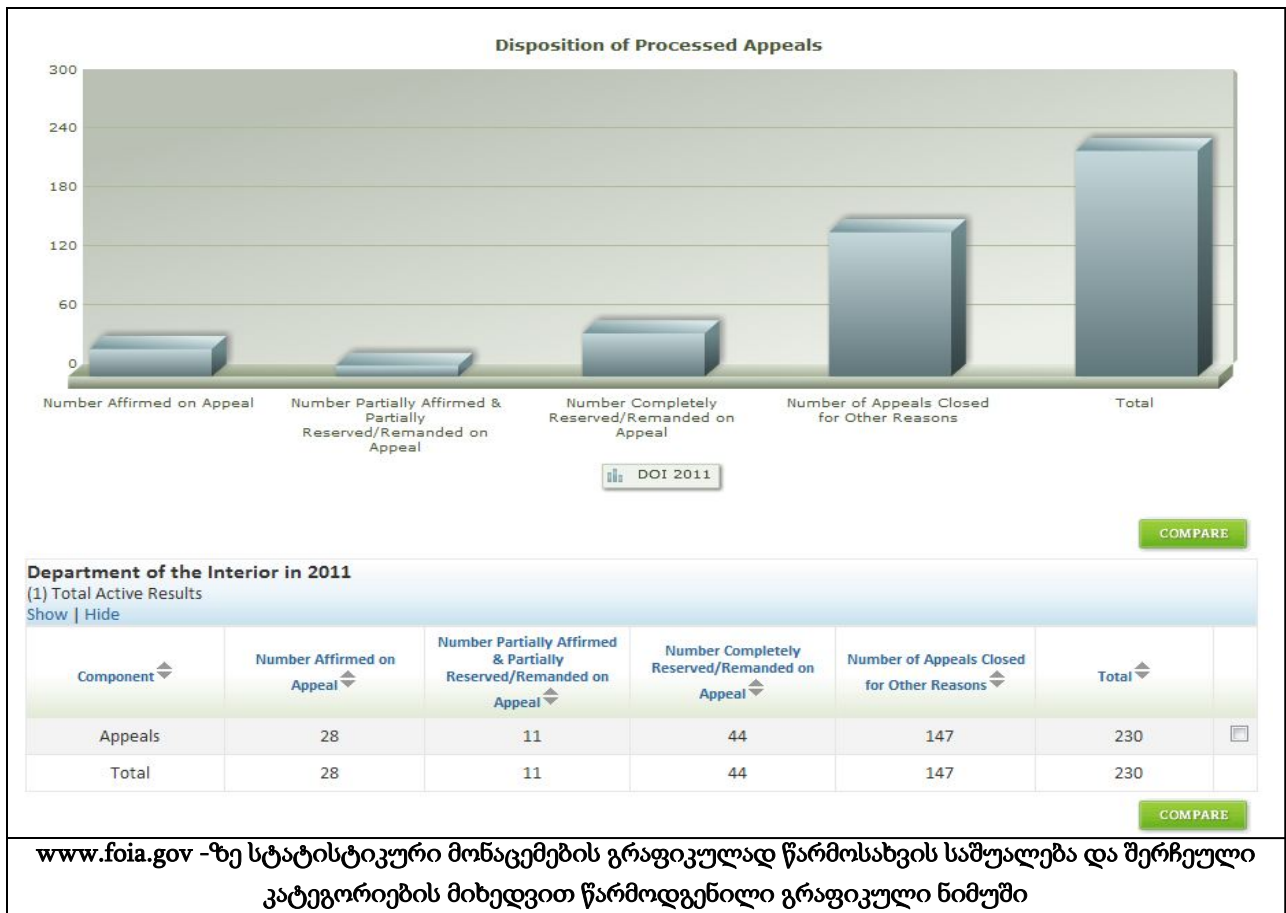 Disposition of Processed Appeals
300
240
180
120
60
0
Number Affirmed on Appeal
Number Partially Affirmed &
Partially
Reserved/Remanded on
Appeal
Number Completely
Reserved/Remanded on
Appeal
Number of Appeals Closed
for Other Reasons
Total
DOI 2011
COMPARE
Department of the Interior in 2011
(1) Total Active Results
Show | Hide
Component
Number Affirmed on
Appeal
Number Partially Affirmed
& Partially
Reserved/Remanded on
Appeal
Number Completely
Reserved/Remanded on
Appeal
Number of Appeals Closed
for Other Reasons
Total
Appeals 28 11 44 147 230
Total 28 11 44 147 230
COMPARE
www.foia.gov -ზე სტატისტიკური მონაცემების გრაფიკულად წარმოსახვის საშუალება და შერჩეული
კატეგორიების მიხედვით წარმოდგენილი გრაფიკული ნიმუში